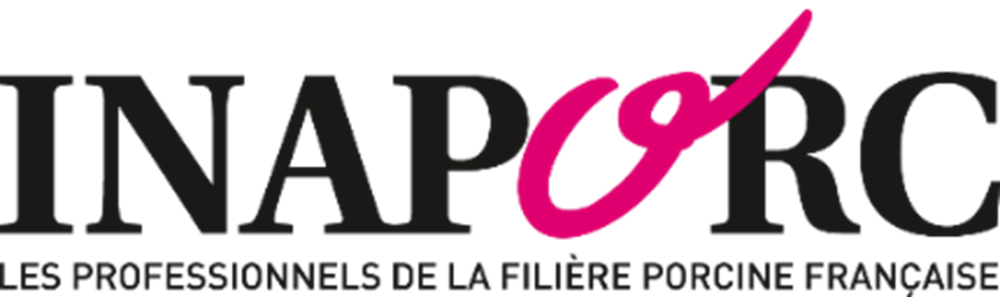 INAPORC
LES PROFESSIONNELS DE LA FILIÈRE PORCINE FRANÇAISE